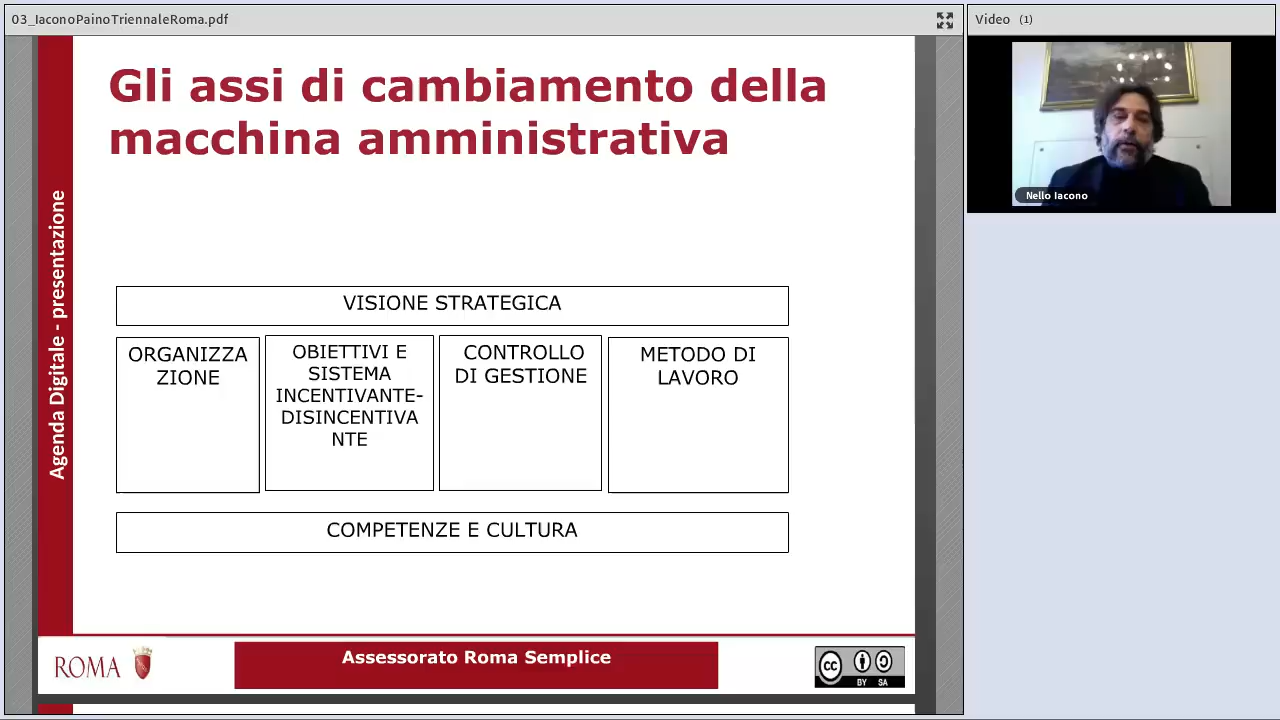 03_IaconoPainoTriennaleRoma.pdf
Video (1)
Gli assi di cambiamento della
macchina amministrativa
Nello Iacono
Agenda Digitale - presentazione
VISIONE STRATEGICA
ORGANIZZA
ZIONE
OBIETTIVI E
SISTEMA
INCENTIVANTE-
DISINCENTIVA
NTE
CONTROLLO
DI GESTIONE
METODO DI
LAVORO
COMPETENZE E CULTURA
ROMA
Assessorato Roma Semplice
cc
BY SA